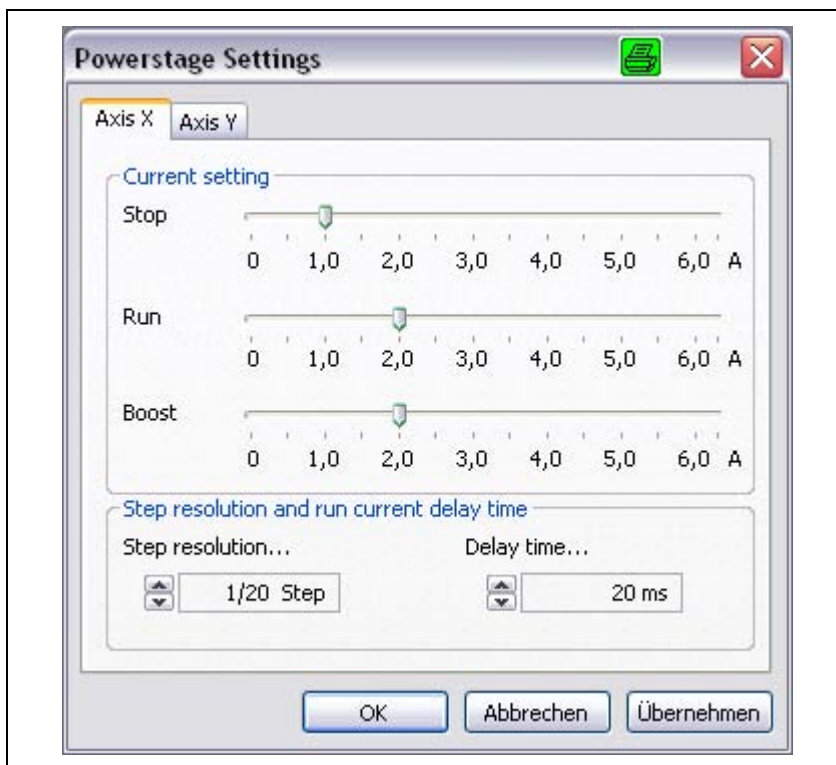 Powerstage Settings
Axis X Axis Y
Current setting
Stop
0 1,0 2,0 3,0 4,0 5,0 6,0 A
Run
0 1,0 2,0 3,0 4,0 5,0 6,0 A
Boost
0 1,0 2,0 3,0 4,0 5,0 6,0 A
Step resolution and run current delay time
Step resolution... Delay time...
1/20 Step 20 ms
OK Abbrechen Übernehmen